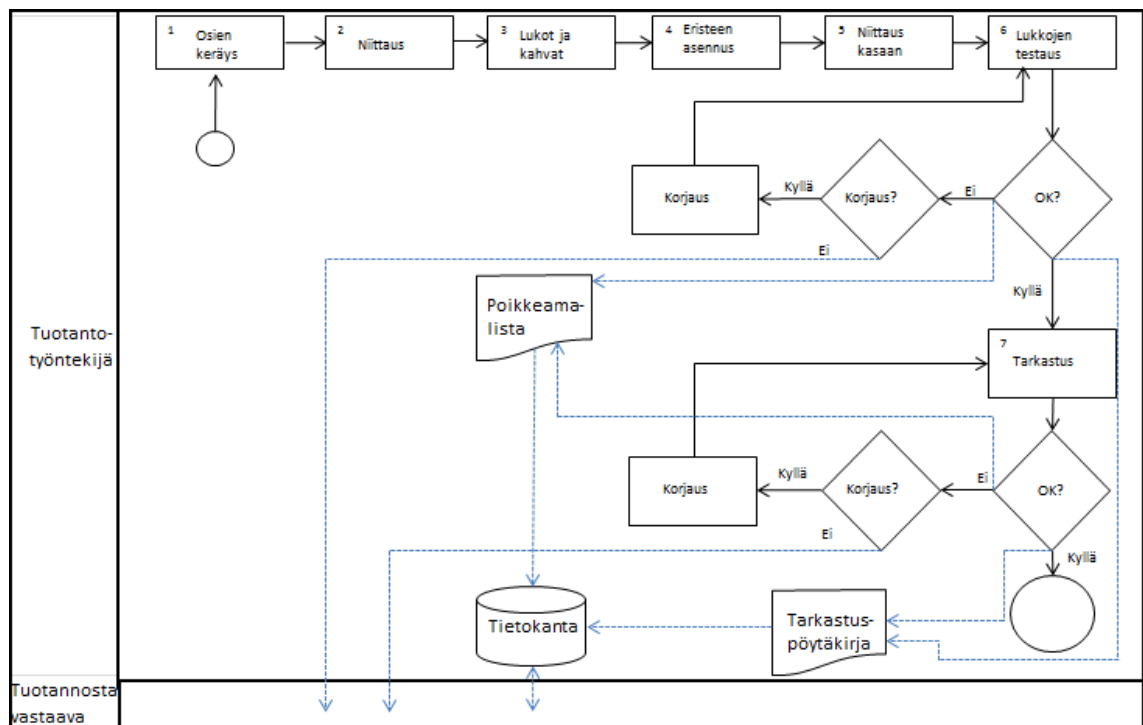 1 Osien
keräys
2
Niittaus
3 Lukot ja
kahvat
4 Eristeen
asennus
5 Niittaus
kasaan
6 Lukkojen
testaus
Korjaus
Kyllä
Korjaus?
Ei
OK?
Ei
Kyllä
Poikkeama-
lista
Tuotanto-
työntekijä
7
Tarkastus
Korjaus
Kyllä
Korjaus?
Ei
OK?
Ei
Kyllä
Tietokanta
Tarkastus-
pöytäkirja
Tuotannosta
vastaava